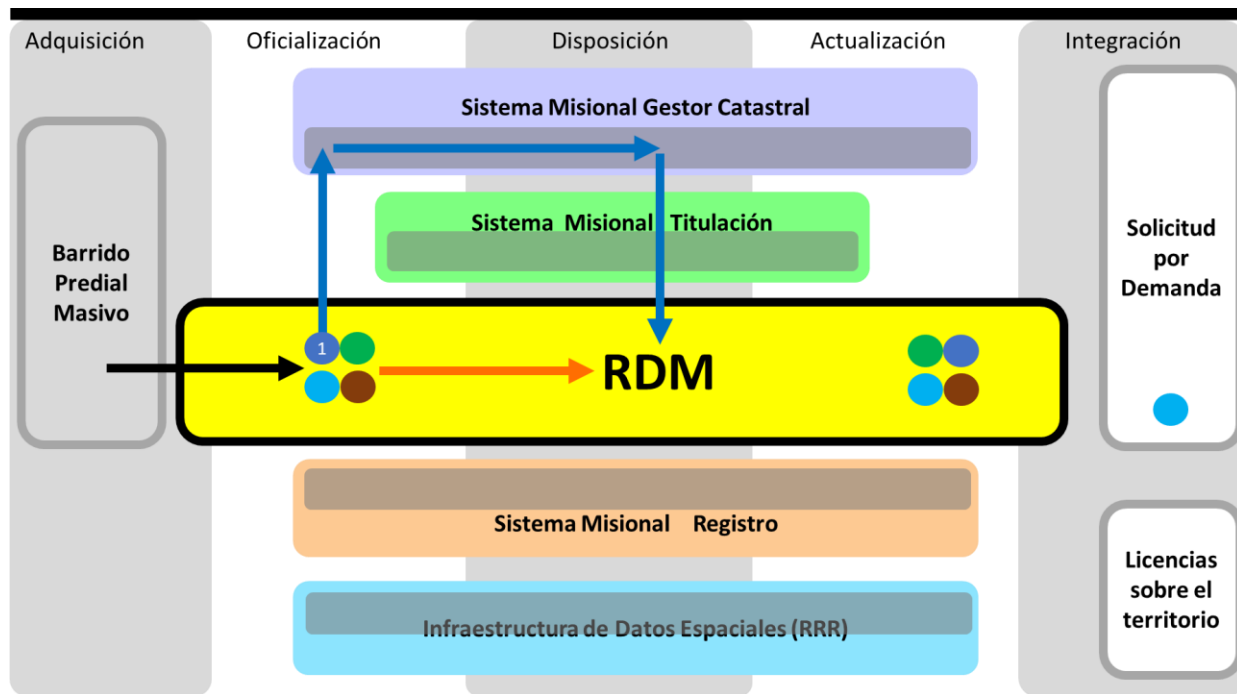 Adquisición
Oficialización
Disposición
Actualización
Integración
Sistema Misional Gestor Catastral
Sistema Misional Titulación
Barrido
Predial
Masivo
Solicitud
por
Demanda
1
RDM
Sistema Misional Registro
Infraestructura de Datos Espaciales (RRR)
Licencias
sobre el
territorio